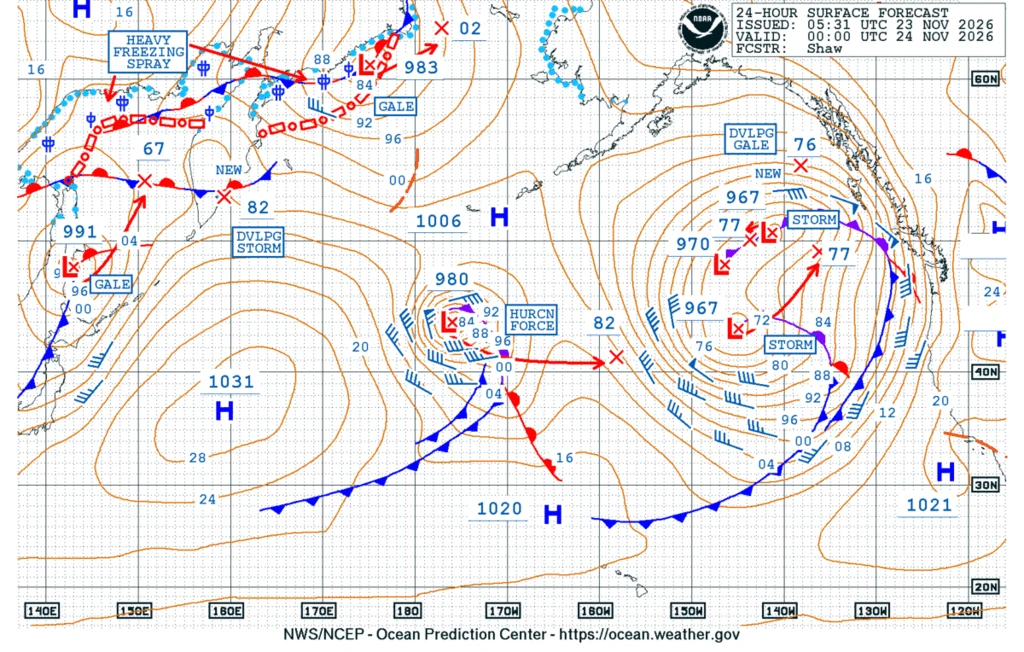 H
16
HEAVY
FREEZING
SPRAY
88
02
NOAA
24-HOUR SURFACE FORECAST
ISSUED: 05:31 UTC 23 NOV 2026
VALID: 00:00 UTC 24 NOV 2026
FCSTR: Shaw
16
L
84
983
60N
GALE
92
96
DVLPG
GALE
76
67
NEW
00
NEW
16
82
1006
H
967
77
L
STORM
991
04
DVLPG
STORM
970
L
77
H
L
96
GALE
00
980
24
L
84
92
88
96
HURCN
FORCE
82
967
L
72
84
STORM
H
20
76
80
00
88
40N
1031
H
04
92
12
20
96
00
08
28
16
04
H
30N
24
1020
H
1021
20N
140E
150E
160E
170E
180
170W
160W
150W
140W
130W
120W
NWS/NCEP - Ocean Prediction Center - https://ocean.weather.gov